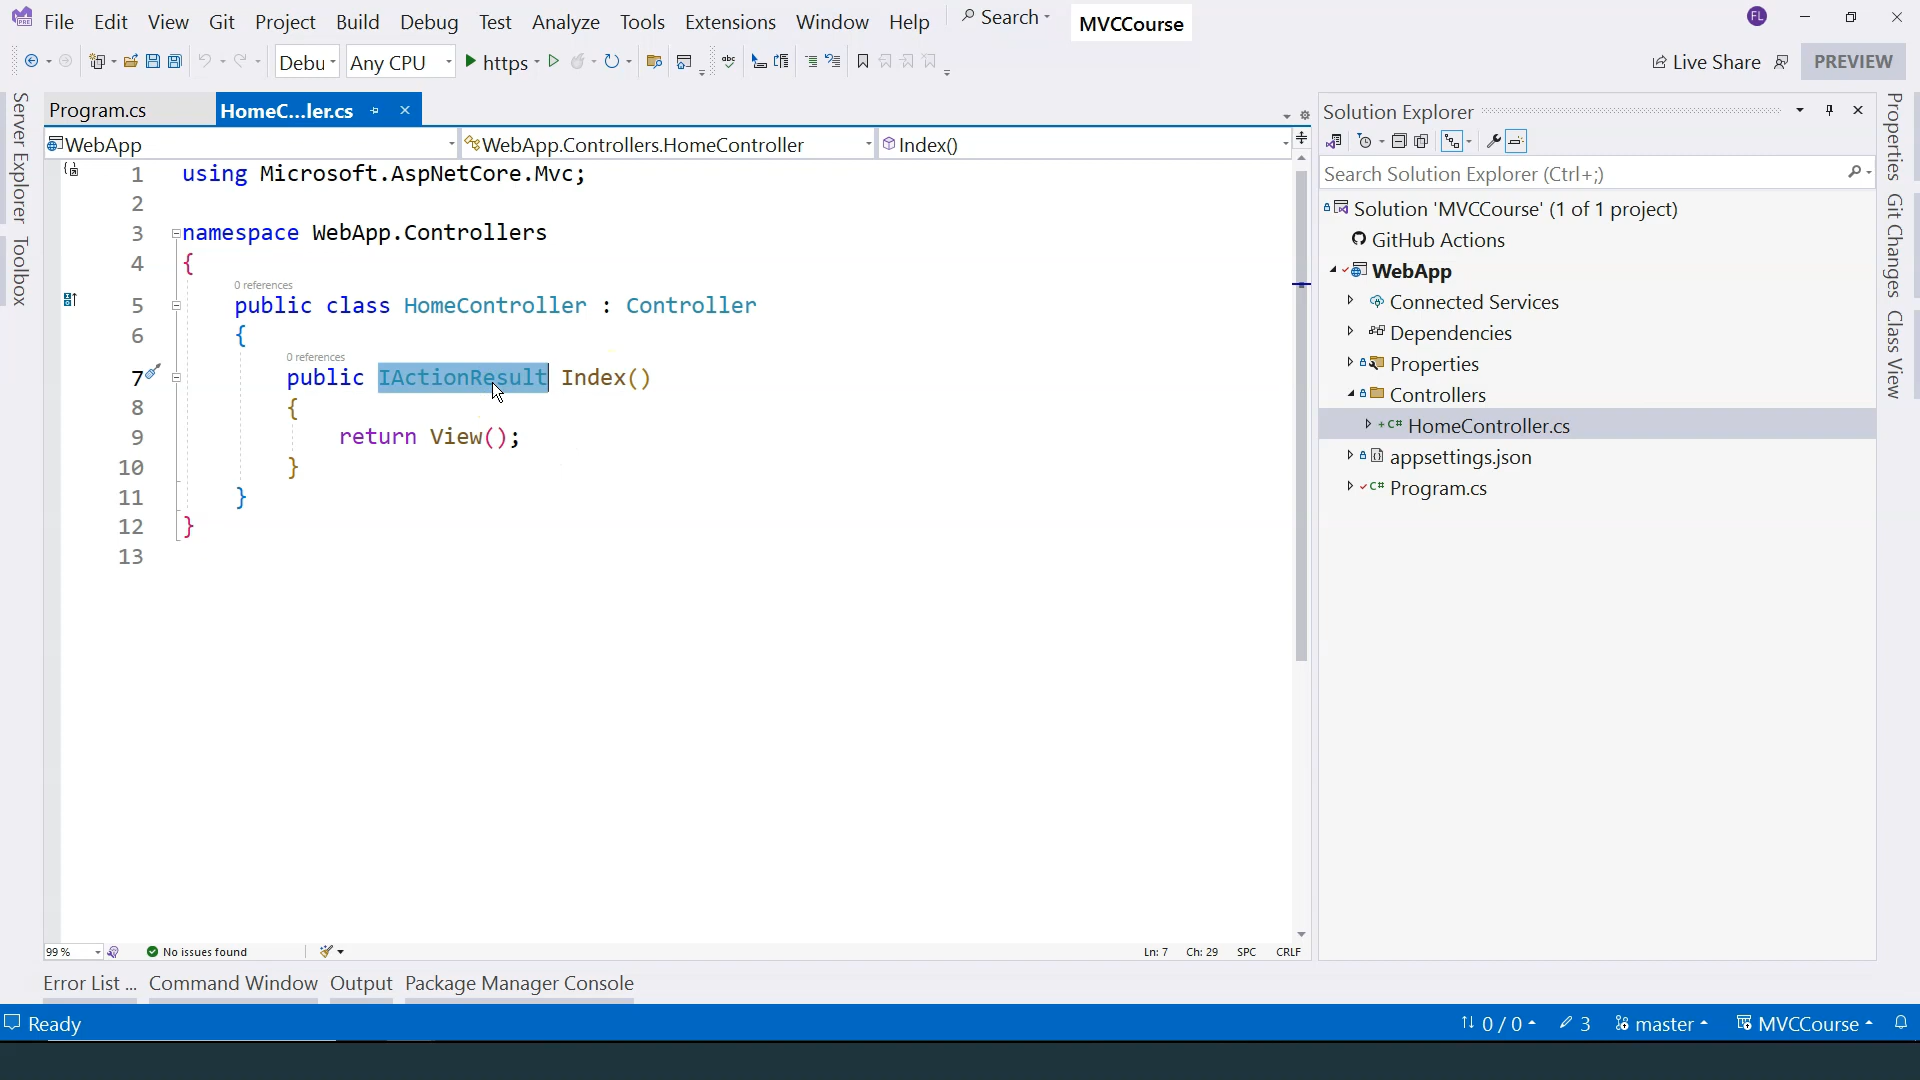 File Edit View Git Project Build Debug Test Analyze Tools Extensions Window Help Search MVCCourse FL
Debu Any CPU https abc Live Share PREVIEW
Server Explorer
Toolbox
Program.cs HomeC...ler.cs
WebApp WebApp.Controllers.HomeController Index()
1 using Microsoft.AspNetCore.Mvc;
2
3 namespace WebApp.Controllers
4 {
0 references
5 public class HomeController : Controller
6 {
0 references
7 public IActionResult Index()
8 {
9 return View();
10 }
11 }
12 }
13
99 % No issues found Ln: 7 Ch: 29 SPC CRLF
Solution Explorer
Search Solution Explorer (Ctrl+;)
Solution 'MVCCourse' (1 of 1 project)
GitHub Actions
WebApp
Connected Services
Dependencies
Properties
Controllers
C# HomeController.cs
appsettings.json
C# Program.cs
Properties
Git Changes
Class View
Error List ... Command Window Output Package Manager Console
Ready 0 / 0 3 master MVCCourse